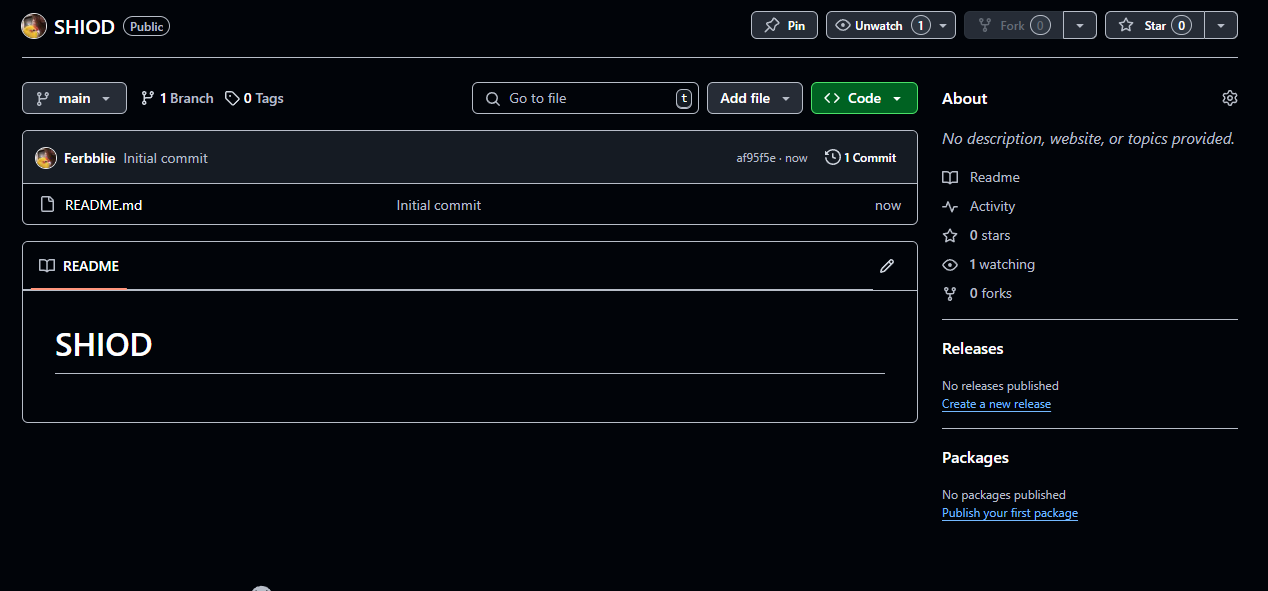 SHIOD Public Pin Unwatch 1 Fork 0 Star 0
main 1 Branch 0 Tags Go to file t Add file Code
Ferbblie Initial commit af95f5e · now 1 Commit
README.md Initial commit now
README
SHIOD
About
No description, website, or topics provided.
Readme
Activity
0 stars
1 watching
0 forks
Releases
No releases published
Create a new release
Packages
No packages published
Publish your first package